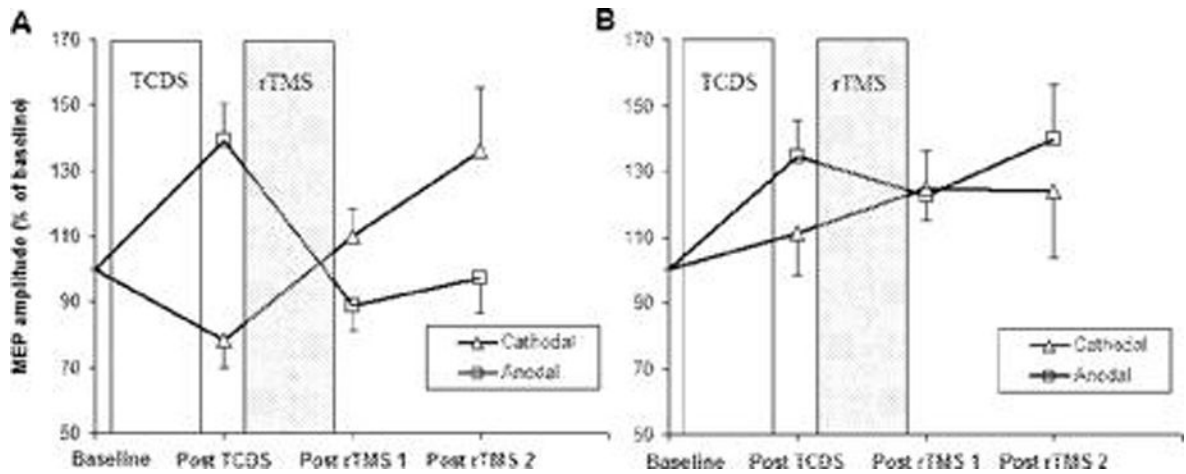 A
170
150
130
110
90
70
50
MEP amplitude (% of baseline)
TCDS
rTMS
Cathodal
Anodal
Baseline
Post TCDS
Post rTMS 1
Post rTMS 2
B
170
150
130
110
90
70
50
TCDS
rTMS
Cathodal
Anodal
Baseline
Post TCDS
Post rTMS 1
Post rTMS 2